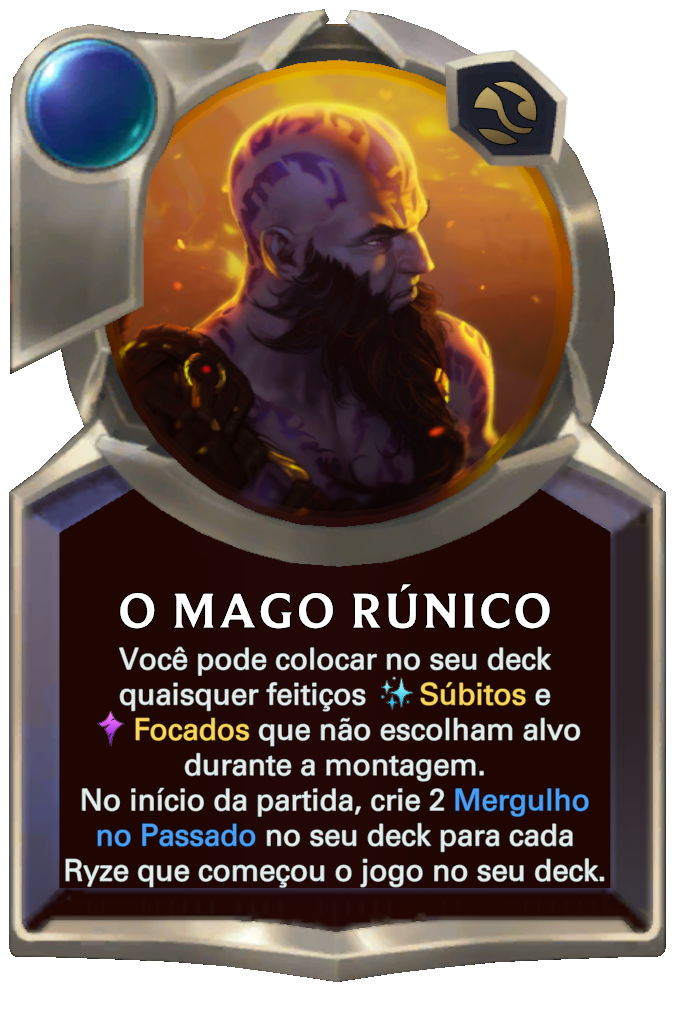 O MAGO RÚNICO
Você pode colocar no seu deck
quaisquer feitiços Súbitos e
Focados que não escolham alvo
durante a montagem.
No início da partida, crie 2 Mergulho
no Passado no seu deck para cada
Ryze que começou o jogo no seu deck.